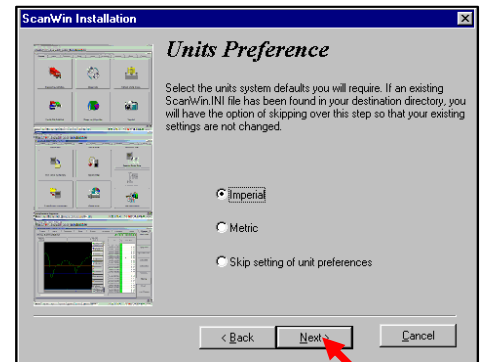 ScanWin Installation
Units Preference
Select the units system defaults you will require. If an existing
ScanWin.INI file has been found in your destination directory, you
will have the option of skipping over this step so that your existing
settings are not changed.
Imperial
Metric
Skip setting of unit preferences
< Back
Next >
Cancel